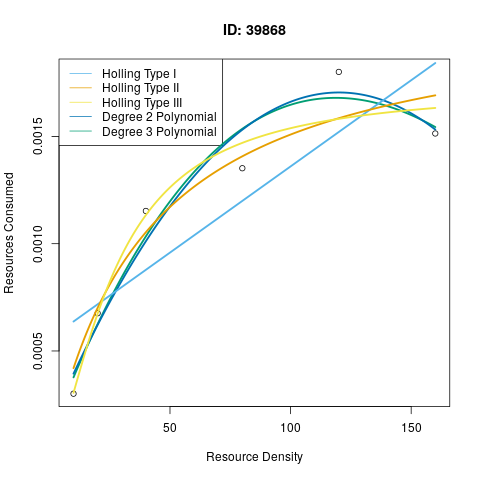 ID: 39868
Holling Type I
Holling Type II
Holling Type III
Degree 2 Polynomial
Degree 3 Polynomial
Resources Consumed
0.0015
0.0010
0.0005
50
100
150
Resource Density